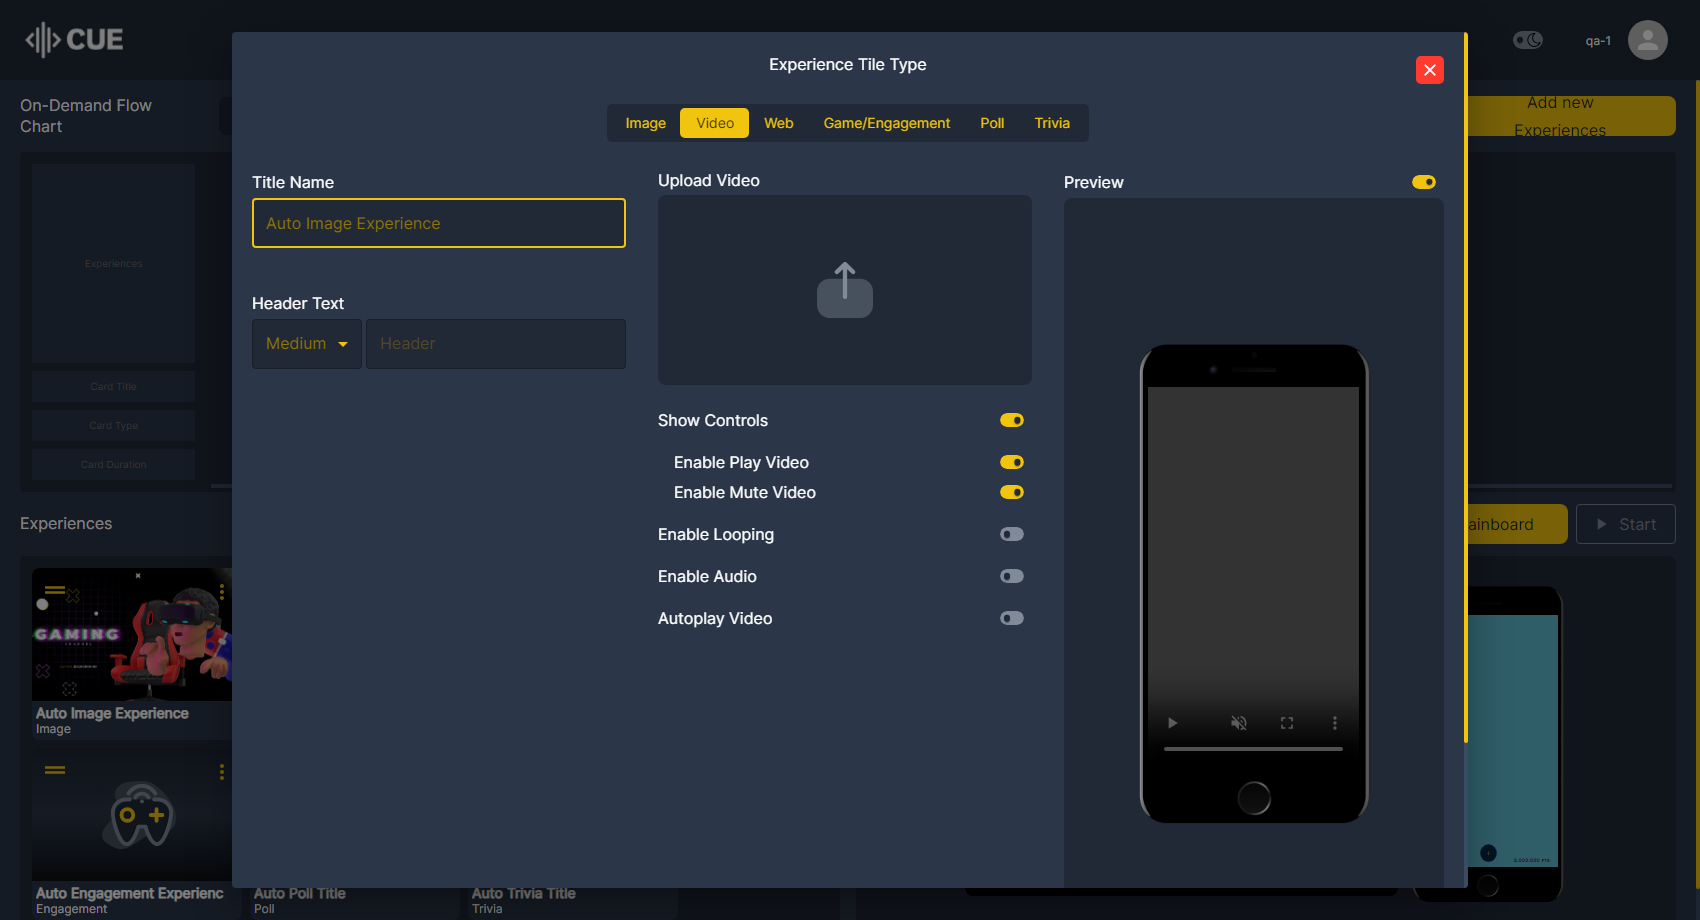 CUE
qa-1
On-Demand Flow
Chart
Add new
Experiences
Experiences
Card Title
Card Type
Card Duration
Experience Tile Type
Image
Video
Web
Game/Engagement
Poll
Trivia
Title Name
Auto Image Experience
Header Text
Medium
Header
Upload Video
Show Controls
Enable Play Video
Enable Mute Video
Enable Looping
Enable Audio
Autoplay Video
Preview
Experiences
ainboard
Start
GAMING
Auto Image Experience
Image
Auto Engagement Experienc
Engagement
Auto Poll Title
Poll
Auto Trivia Title
Trivia